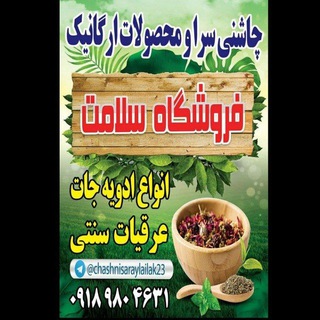 چاشنی سرا و محصولات ارگانیک
فروشگاه سلامت
انواع ادویه جات
عرقیات سنتی
@chashnisaraylailak23
۰۹۱۸ ۹۸۰ ۴۶۳۱